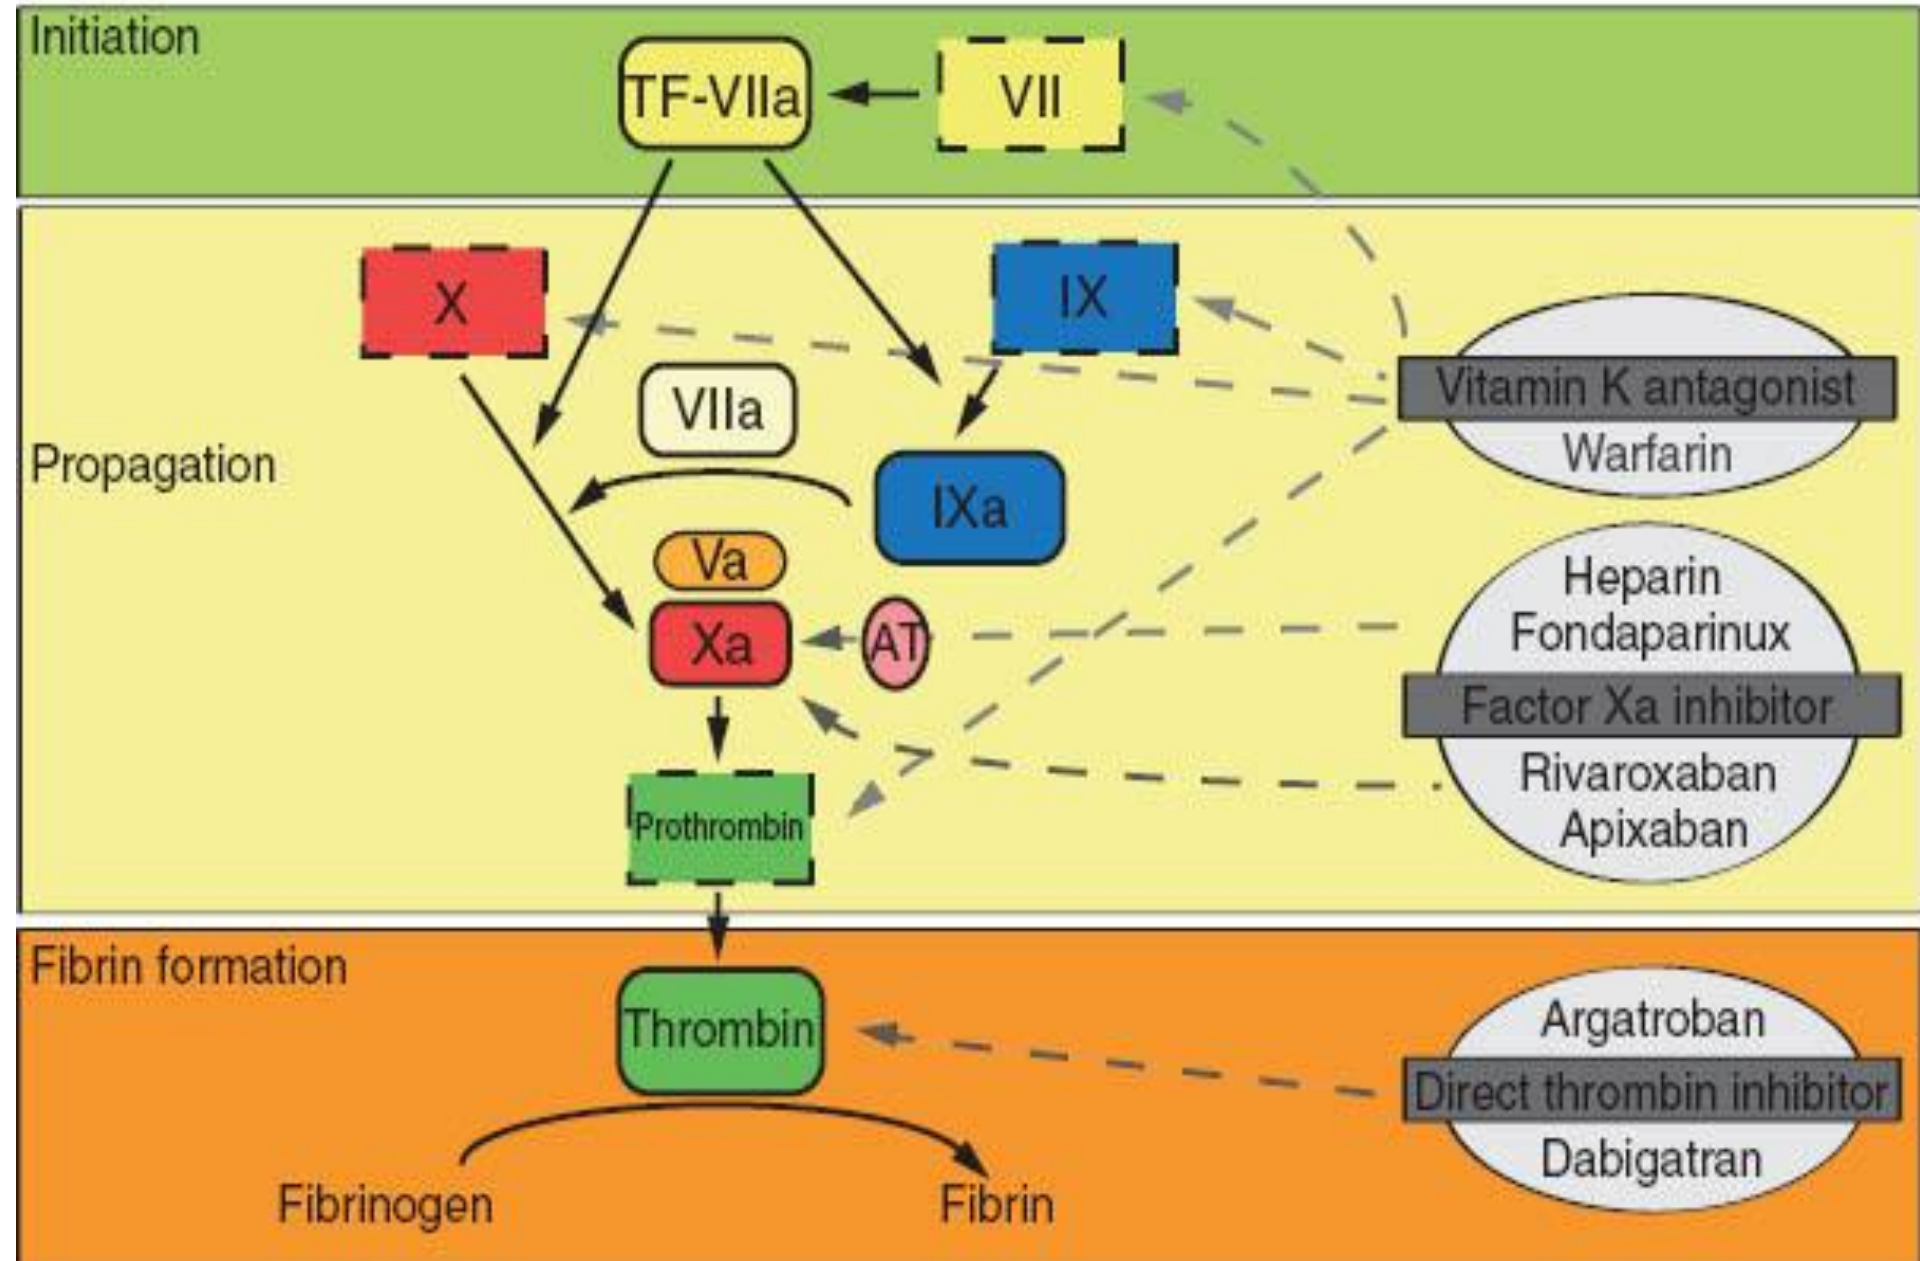 Initiation
TF-VIIa
VII
X
IX
VIIa
Vitamin K antagonist
Warfarin
Propagation
IXa
Va
Xa
AT
Heparin
Fondaparinux
Factor Xa inhibitor
Rivaroxaban
Apixaban
Prothrombin
Fibrin formation
Thrombin
Argatroban
Direct thrombin inhibitor
Dabigatran
Fibrinogen
Fibrin